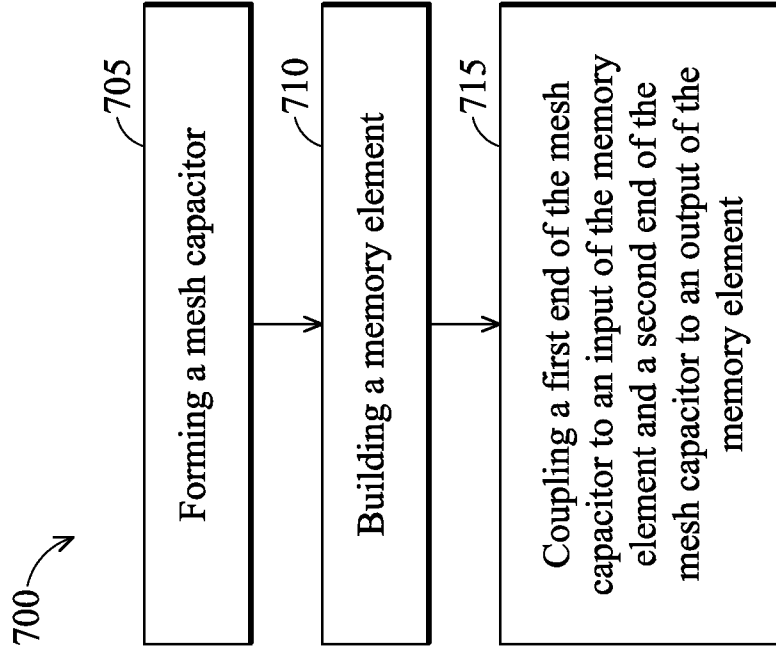 700
705
Forming a mesh capacitor
710
Building a memory element
715
Coupling a first end of the mesh
capacitor to an input of the memory
element and a second end of the
mesh capacitor to an output of the
memory element